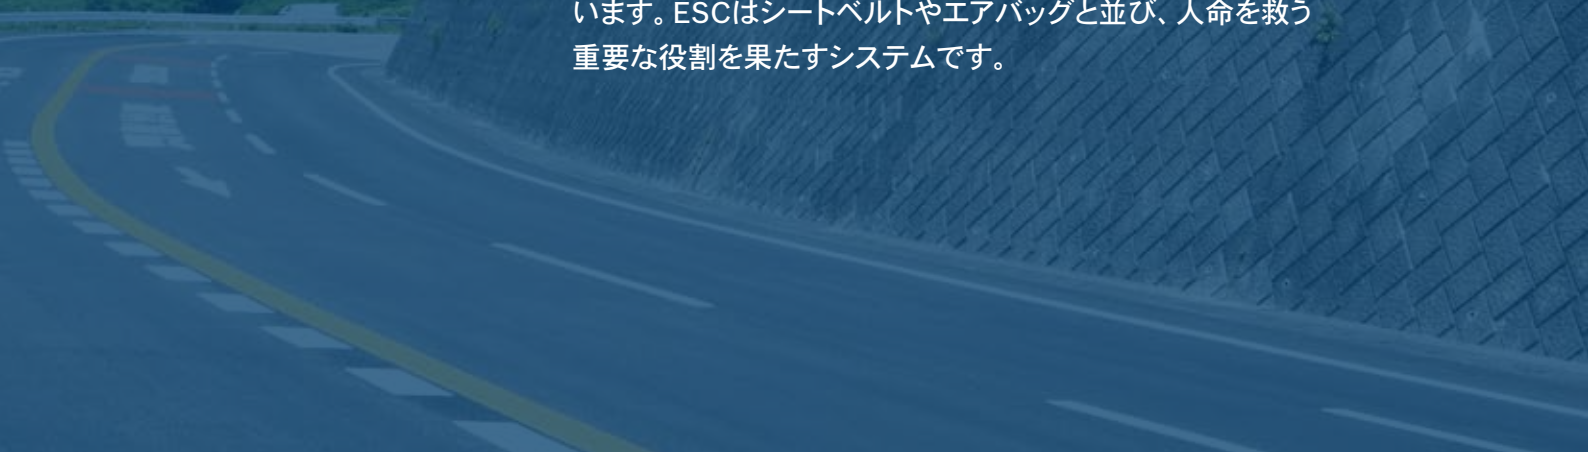 います。ESCはシートベルトやエアバッグと並び、人命を救う
重要な役割を果たすシステムです。